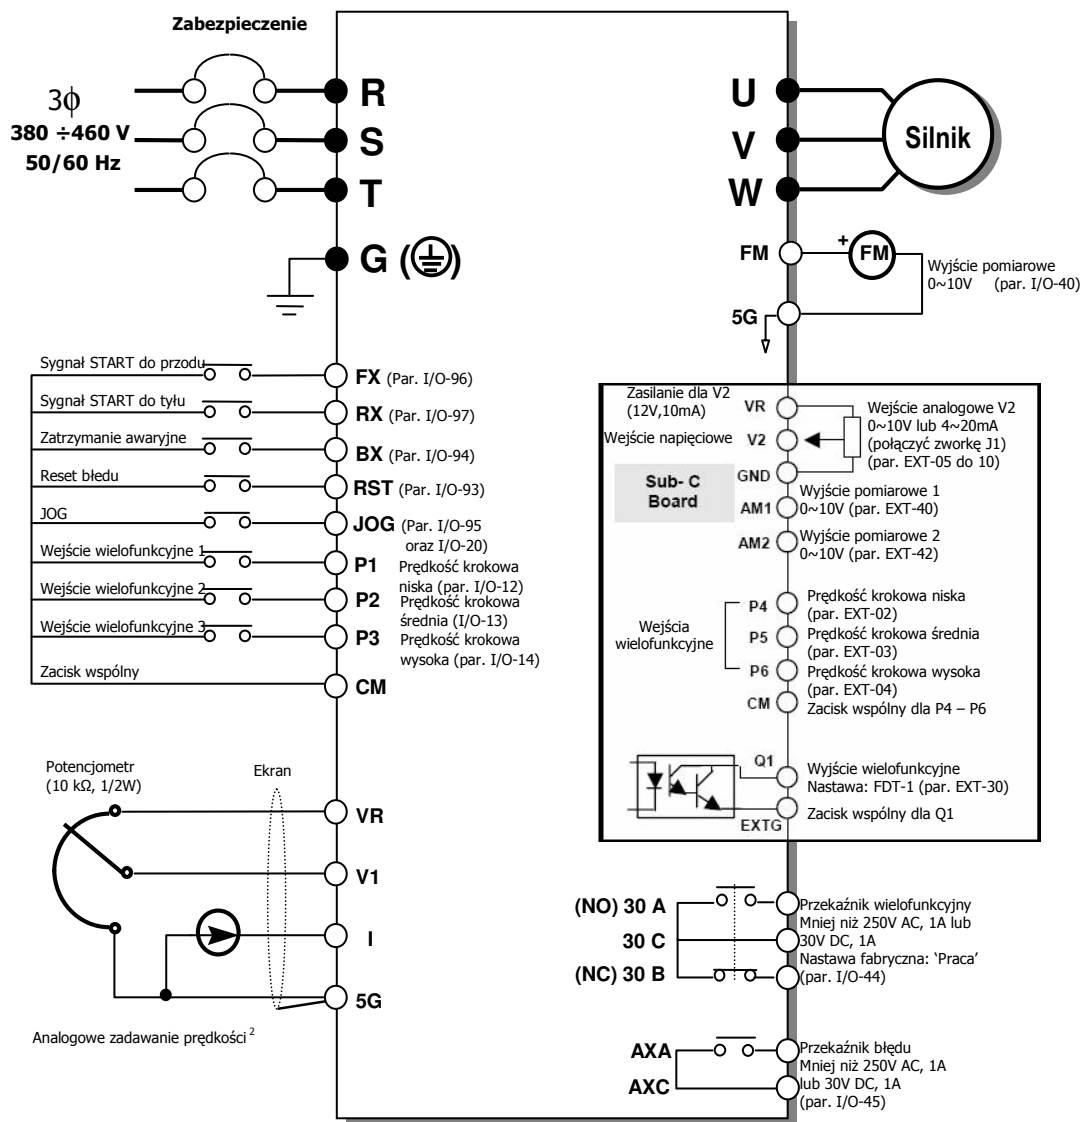 Zabezpieczenie
3ϕ
380 ÷460 V
50/60 Hz
R
S
T
G ( )
U
V
W
Silnik
FM
+
FM
Wyjście pomiarowe
0~10V (par. I/O-40)
5G
Sygnał START do przodu
FX (Par. I/O-96)
Sygnał START do tyłu
RX (Par. I/O-97)
Zatrzymanie awaryjne
BX (Par. I/O-94)
Reset błedu
RST (Par. I/O-93)
JOG
JOG (Par. I/O-95
oraz I/O-20)
Wejście wielofunkcyjne 1
P1 Prędkość krokowa
niska (par. I/O-12)
Wejście wielofunkcyjne 2
P2 Prędkość krokowa
średnia (I/O-13)
Wejście wielofunkcyjne 3
P3 Prędkość krokowa
wysoka (par. I/O-14)
Zacisk wspólny
CM
Zasilanie dla V2
(12V,10mA)
VR
Wejście napięciowe
V2
GND
Wejście analogowe V2
0~10V lub 4~20mA
(połączyć zworkę J1)
(par. EXT-05 do 10)
Sub- C
Board
AM1
Wyjście pomiarowe 1
0~10V (par. EXT-40)
AM2
Wyjście pomiarowe 2
0~10V (par. EXT-42)
Wejścia
wielofunkcyjne
P4
Prędkość krokowa niska
(par. EXT-02)
P5
Prędkość krokowa średnia
(par. EXT-03)
P6
Prędkość krokowa wysoka
(par. EXT-04)
CM
Zacisk wspólny dla P4 – P6
Q1
Wyjście wielofunkcyjne
Nastawa: FDT-1 (par. EXT-30)
EXTG
Zacisk wspólny dla Q1
Potencjometr
(10 kΩ, 1/2W)
Ekran
VR
V1
I
5G
Analogowe zadawanie prędkości 2
(NO) 30 A
30 C
(NC) 30 B
Przekaźnik wielofunkcyjny
Mniej niż 250V AC, 1A lub
30V DC, 1A
Nastawa fabryczna: ‘Praca’
(par. I/O-44)
AXA
AXC
Przekaźnik błędu
Mniej niż 250V AC, 1A
lub 30V DC, 1A
(par. I/O-45)